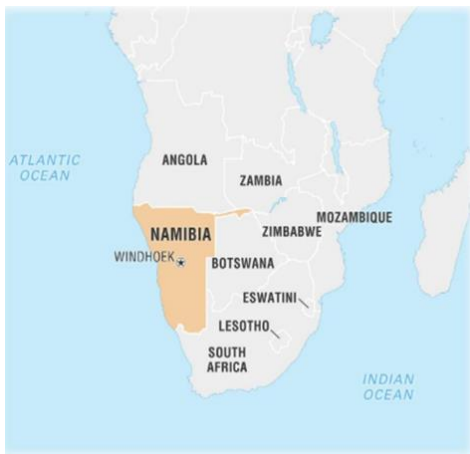 ATLANTIC
OCEAN
ANGOLA
ZAMBIA
MOZAMBIQUE
NAMIBIA
ZIMBABWE
WINDHOEK
BOTSWANA
ESWATINI
LESOTHO
SOUTH
AFRICA
INDIAN
OCEAN